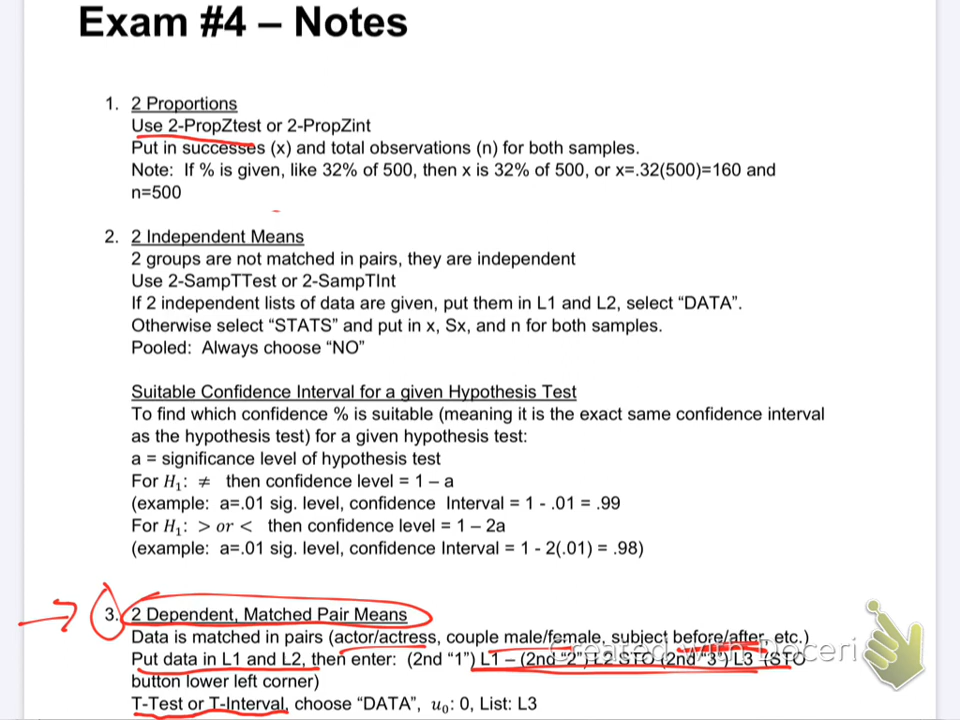 Exam #4 – Notes
1. 2 Proportions
Use 2-PropZtest or 2-PropZint
Put in successes (x) and total observations (n) for both samples.
Note: If % is given, like 32% of 500, then x is 32% of 500, or x=.32(500)=160 and
n=500
2. 2 Independent Means
2 groups are not matched in pairs, they are independent
Use 2-SampTTest or 2-SampTInt
If 2 independent lists of data are given, put them in L1 and L2, select “DATA”.
Otherwise select “STATS” and put in x, Sx, and n for both samples.
Pooled: Always choose “NO”
Suitable Confidence Interval for a given Hypothesis Test
To find which confidence % is suitable (meaning it is the exact same confidence interval
as the hypothesis test) for a given hypothesis test:
a = significance level of hypothesis test
For H₁: ≠ then confidence level = 1 – a
(example: a=.01 sig. level, confidence Interval = 1 - .01 = .99
For H₁: > or < then confidence level = 1 – 2a
(example: a=.01 sig. level, confidence Interval = 1 - 2(.01) = .98)
3. 2 Dependent, Matched Pair Means
Data is matched in pairs (actor/actress, couple male/female, subject before/after, etc.)
Put data in L1 and L2, then enter: (2nd “1”) L1 – (2nd “2”) L2 STO (2nd “3”) L3 (STO
button lower left corner)
T-Test or T-Interval, choose “DATA”, u₀: 0, List: L3
Created with Doceri